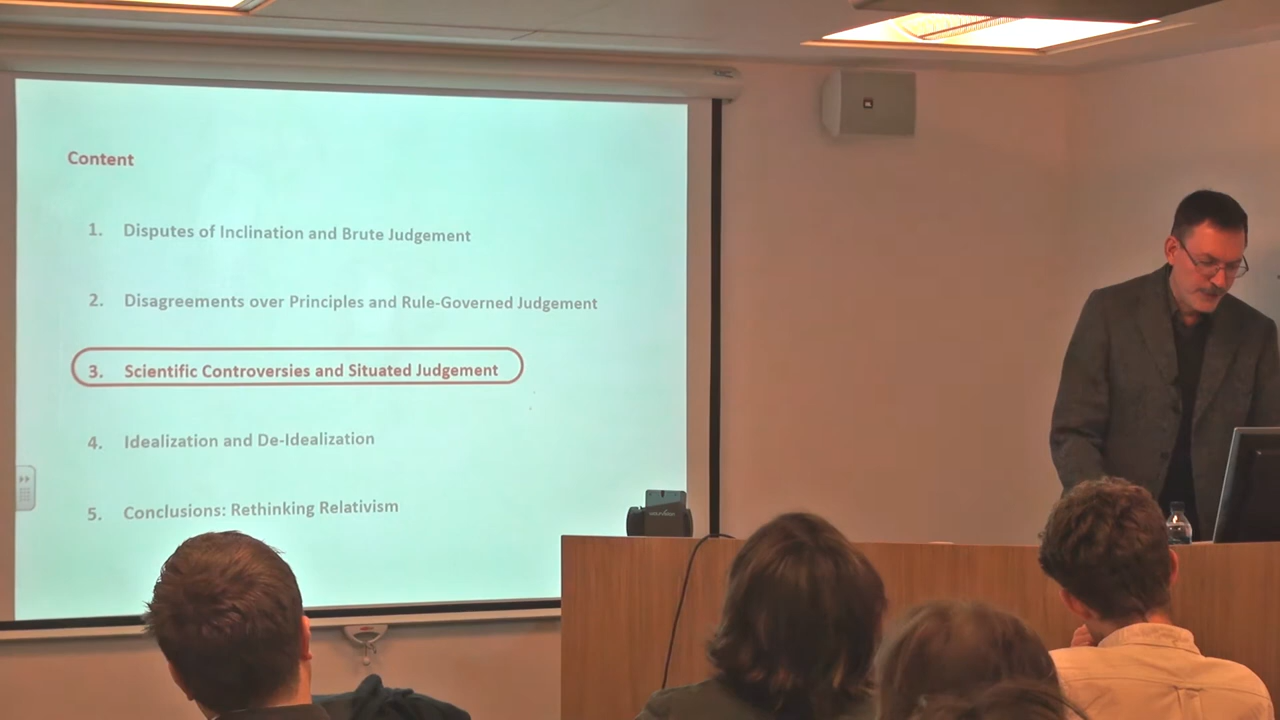 Content
1. Disputes of Inclination and Brute Judgement
2. Disagreements over Principles and Rule-Governed Judgement
3. Scientific Controversies and Situated Judgement
4. Idealization and De-Idealization
5. Conclusions: Rethinking Relativism